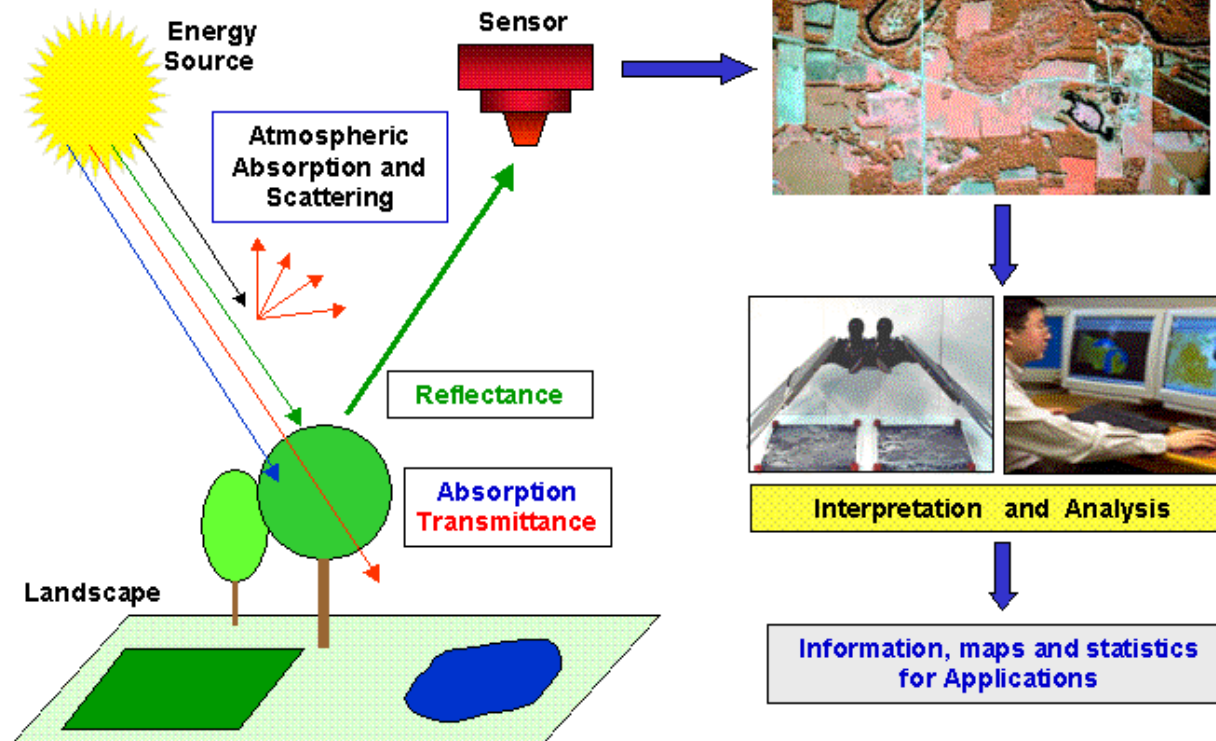 Energy
Source
Sensor
Atmospheric
Absorption and
Scattering
Reflectance
Absorption
Transmittance
Landscape
Interpretation and Analysis
Information, maps and statistics
for Applications